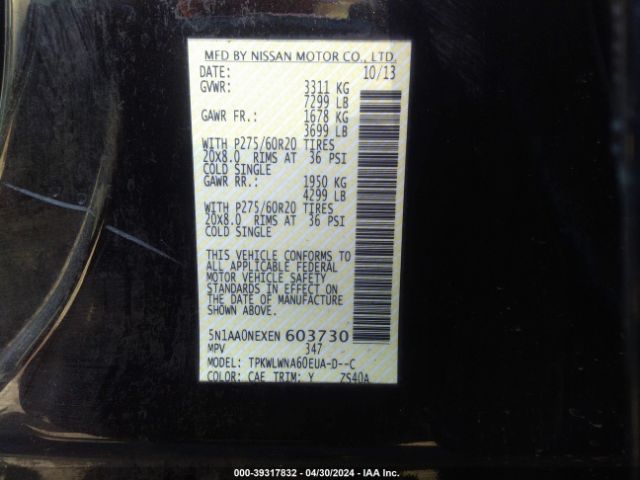 MFD BY NISSAN MOTOR CO., LTD.
DATE: 10/13
GVWR: 3311 KG
7299 LB
GAWR FR.: 1678 KG
3699 LB
WITH P275/60R20 TIRES
20X8.0 RIMS AT 36 PSI
COLD SINGLE
GAWR RR.: 1950 KG
4299 LB
WITH P275/60R20 TIRES
20X8.0 RIMS AT 36 PSI
COLD SINGLE
THIS VEHICLE CONFORMS TO
ALL APPLICABLE FEDERAL
MOTOR VEHICLE SAFETY
STANDARDS IN EFFECT ON
THE DATE OF MANUFACTURE
SHOWN ABOVE.
5N1AA0NEXEN 603730
MPV 347
MODEL: TPKWLWNA60EUA-D--C
COLOR: CAE TRIM: Y ZS40A
000-39317832 - 04/30/2024 - IAA Inc.